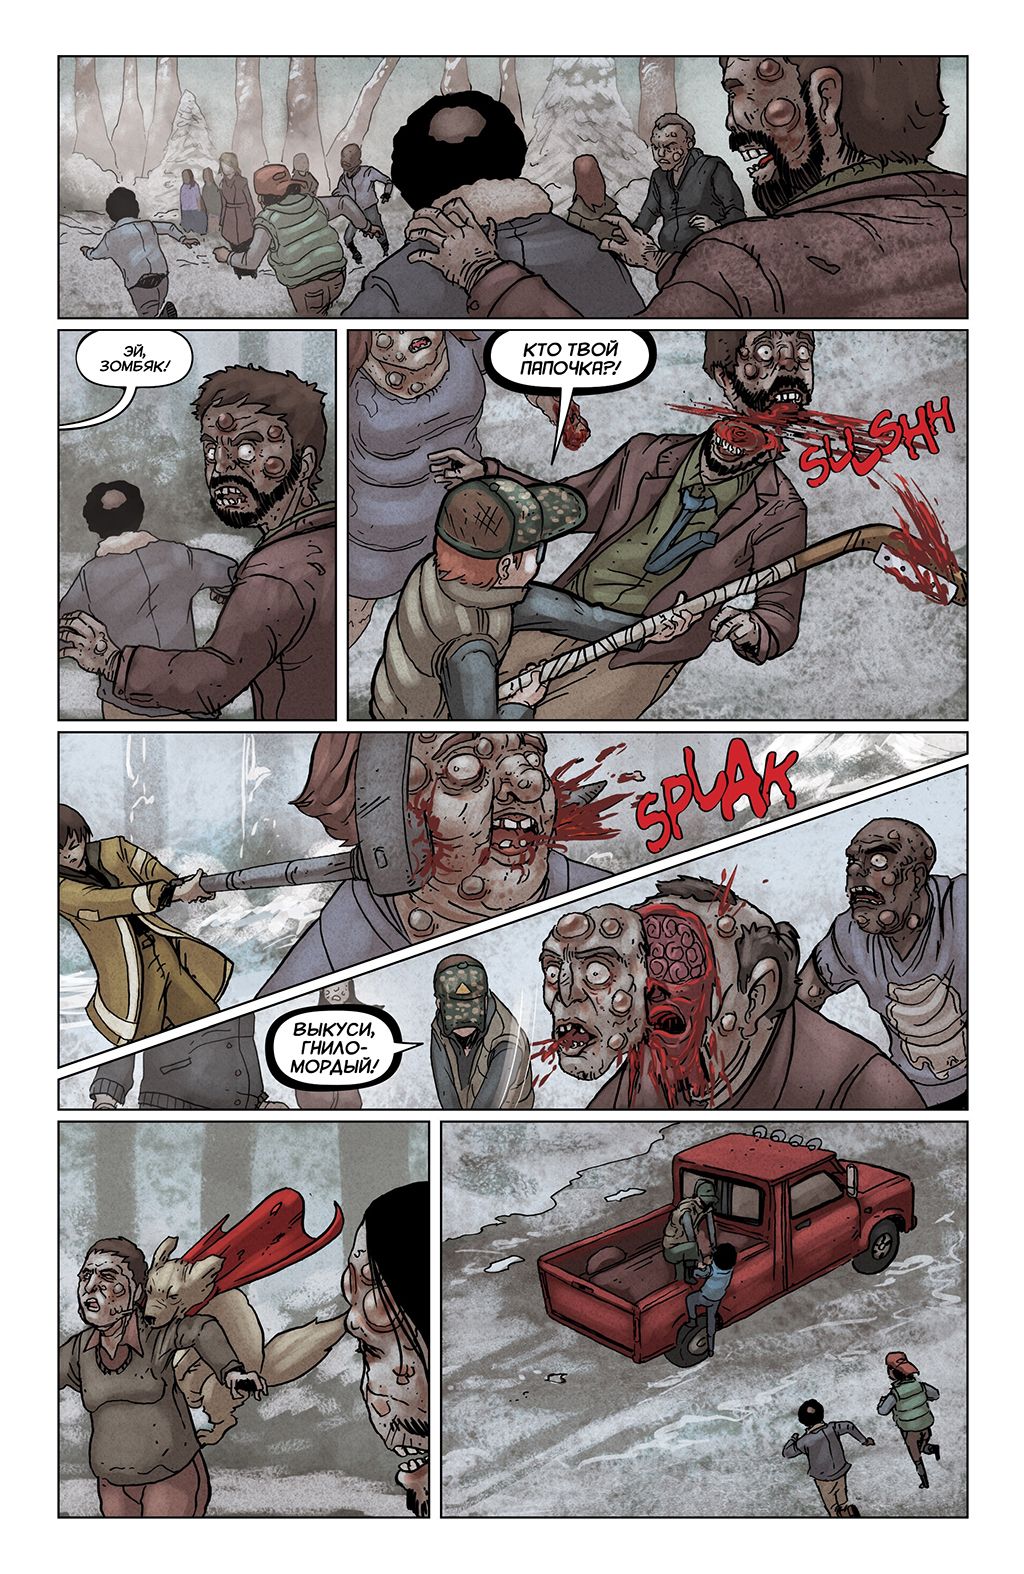 ЭЙ,
ЗОМБЯК!
КТО ТВОЙ
ПАПОЧКА?!
SLLSHH
SPLAK
ВЫКУСИ,
ГНИЛО-
МОРДЫЙ!